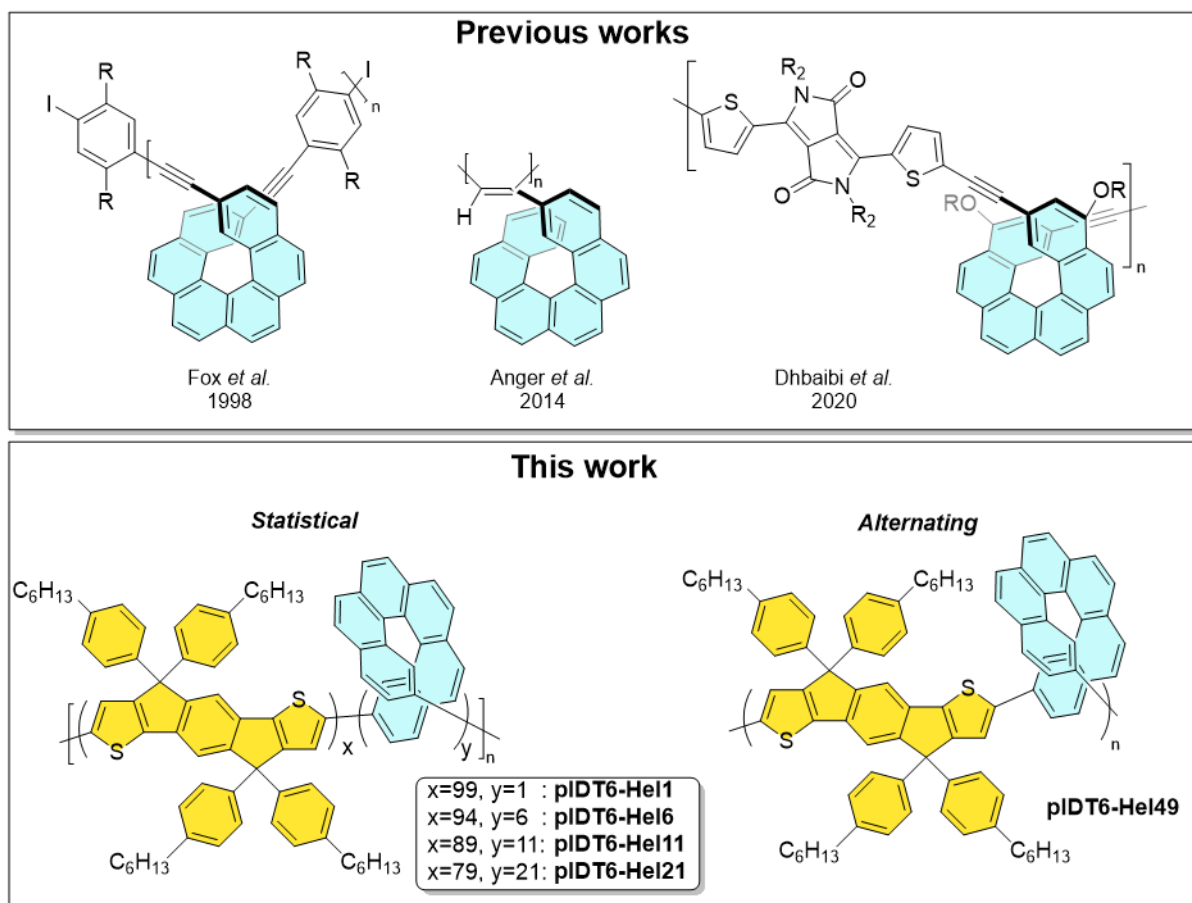 Previous works
R
R
I
I
n
R
R
n
H
R2
N
O
S
S
O
N
R2
RO
OR
n
Fox et al.
1998
Anger et al.
2014
Dhbaibi et al.
2020
This work
Statistical
Alternating
C6H13
C6H13
S
S
x
y
n
C6H13
C6H13
x=99, y=1 : pIDT6-Hel1
x=94, y=6 : pIDT6-Hel6
x=89, y=11: pIDT6-Hel11
x=79, y=21: pIDT6-Hel21
C6H13
C6H13
S
S
n
pIDT6-Hel49
C6H13
C6H13